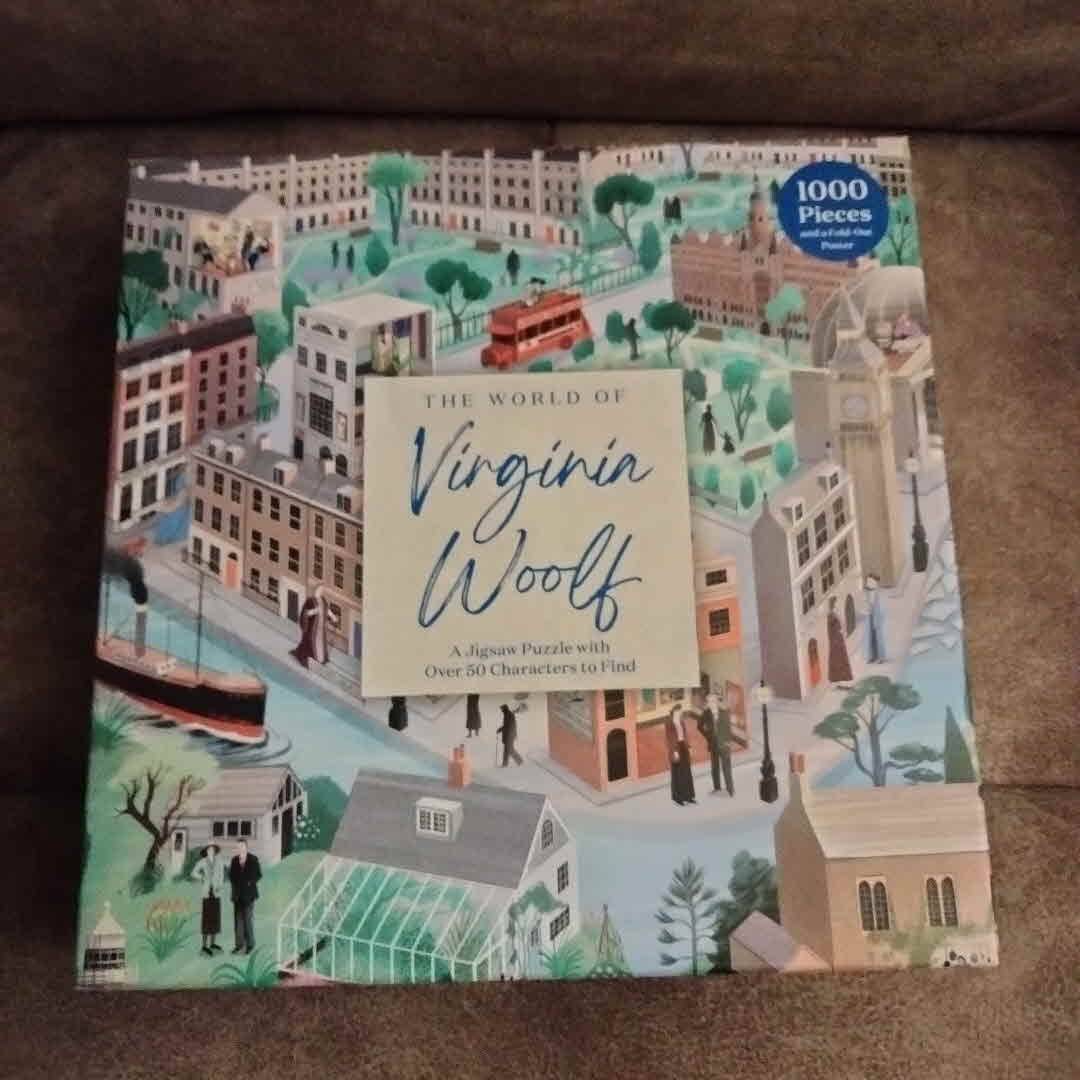 1000
Pieces
and a Fold-Out
Poster
THE WORLD OF
Virginia
Woolf
A Jigsaw Puzzle with
Over 50 Characters to Find